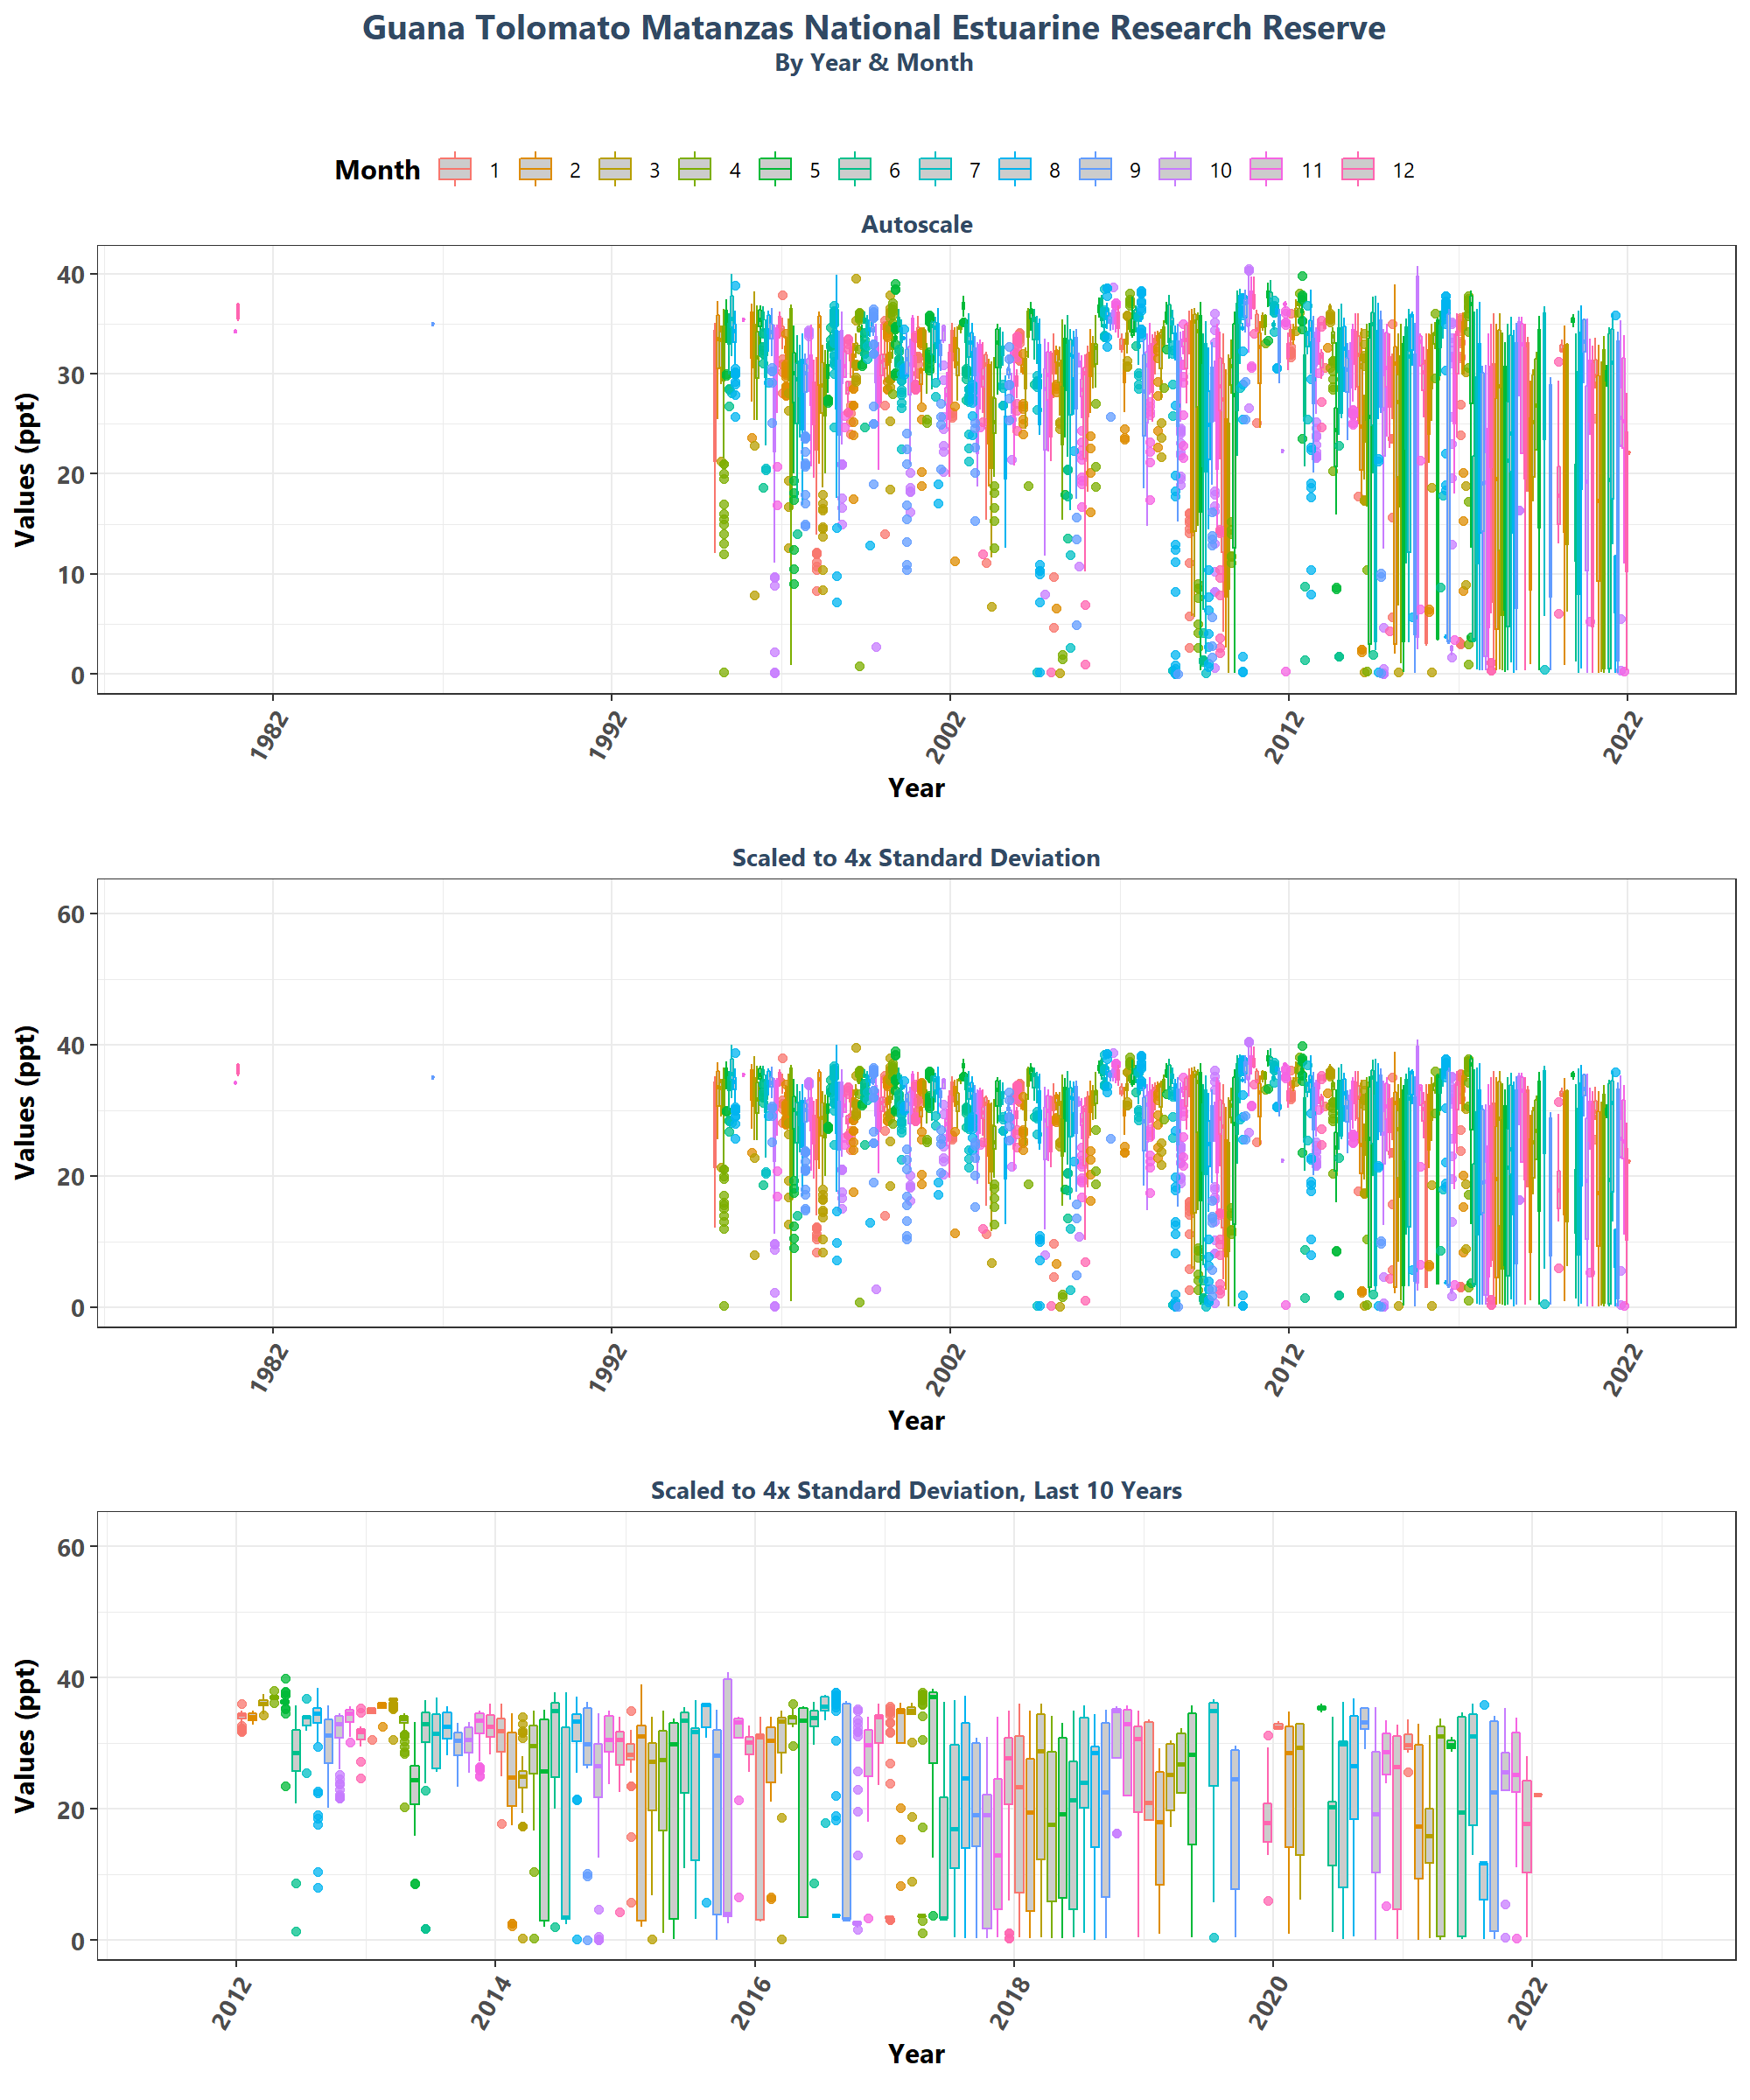 Guana Tolomato Matanzas National Estuarine Research Reserve
By Year & Month
Month 1 2 3 4 5 6 7 8 9 10 11 12
Autoscale
Values (ppt)
40
30
20
10
0
1982 1992 2002 2012 2022
Year
Scaled to 4x Standard Deviation
Values (ppt)
60
40
20
0
1982 1992 2002 2012 2022
Year
Scaled to 4x Standard Deviation, Last 10 Years
Values (ppt)
60
40
20
0
2012 2014 2016 2018 2020 2022
Year